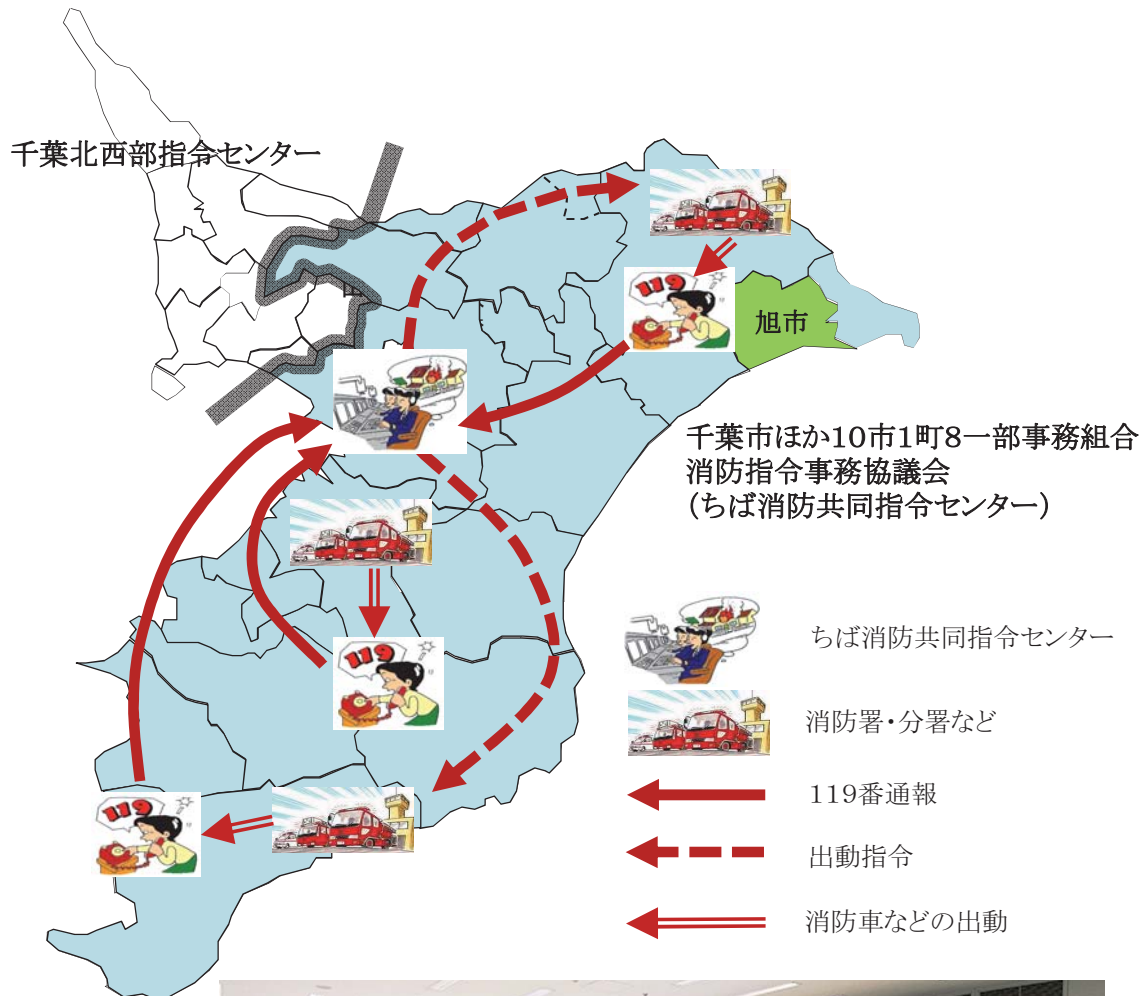 千葉北西部指令センター
119
旭市
千葉市ほか10市1町8一部事務組合
消防指令事務協議会
(ちば消防共同指令センター)
ちば消防共同指令センター
119
消防署・分署など
119番通報
119
出動指令
消防車などの出動